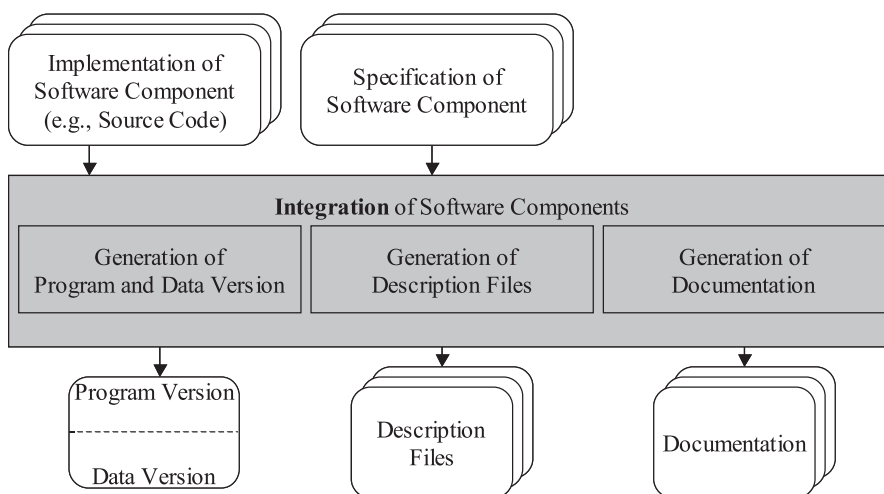 Implementation of
Software Component
(e.g., Source Code)
Specification of
Software Component
Integration of Software Components
Generation of
Program and Data Version
Generation of
Description Files
Generation of
Documentation
Program Version
Data Version
Description
Files
Documentation